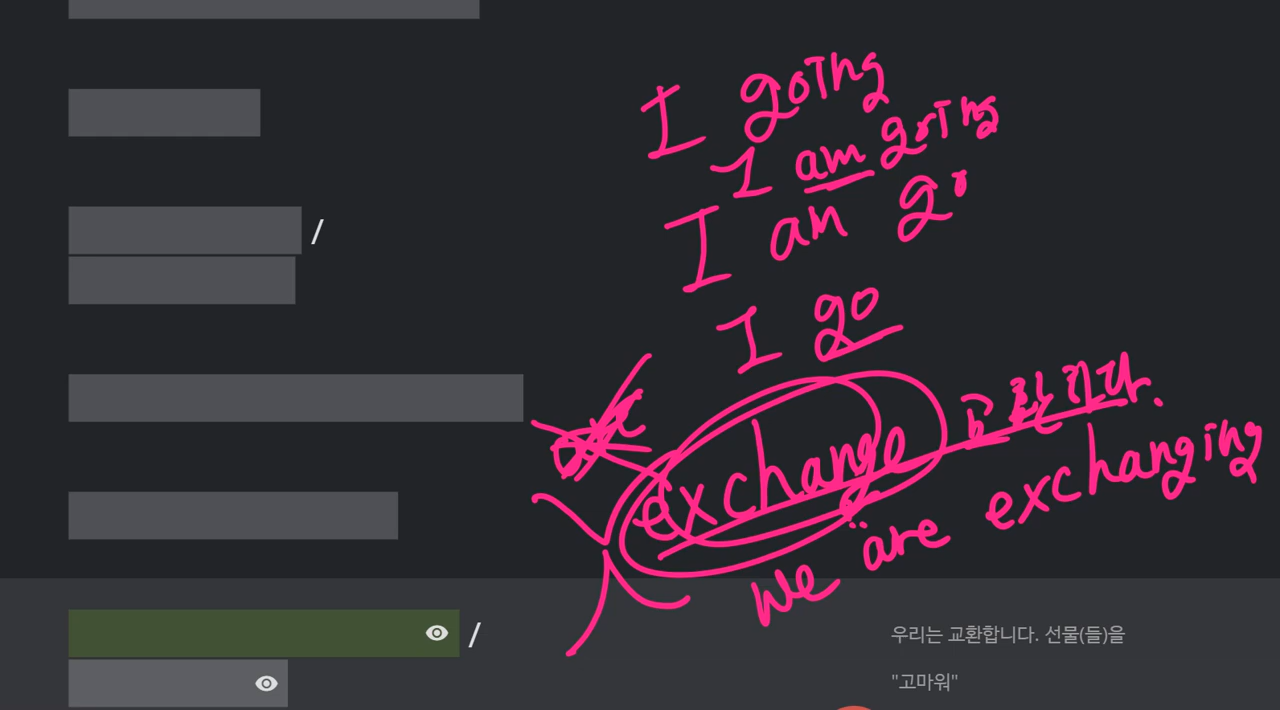 I going
I am going
I am go
I go
exchange 교환하다.
we are exchanging
/
/
우리는 교환합니다. 선물(들)을
"고마워"